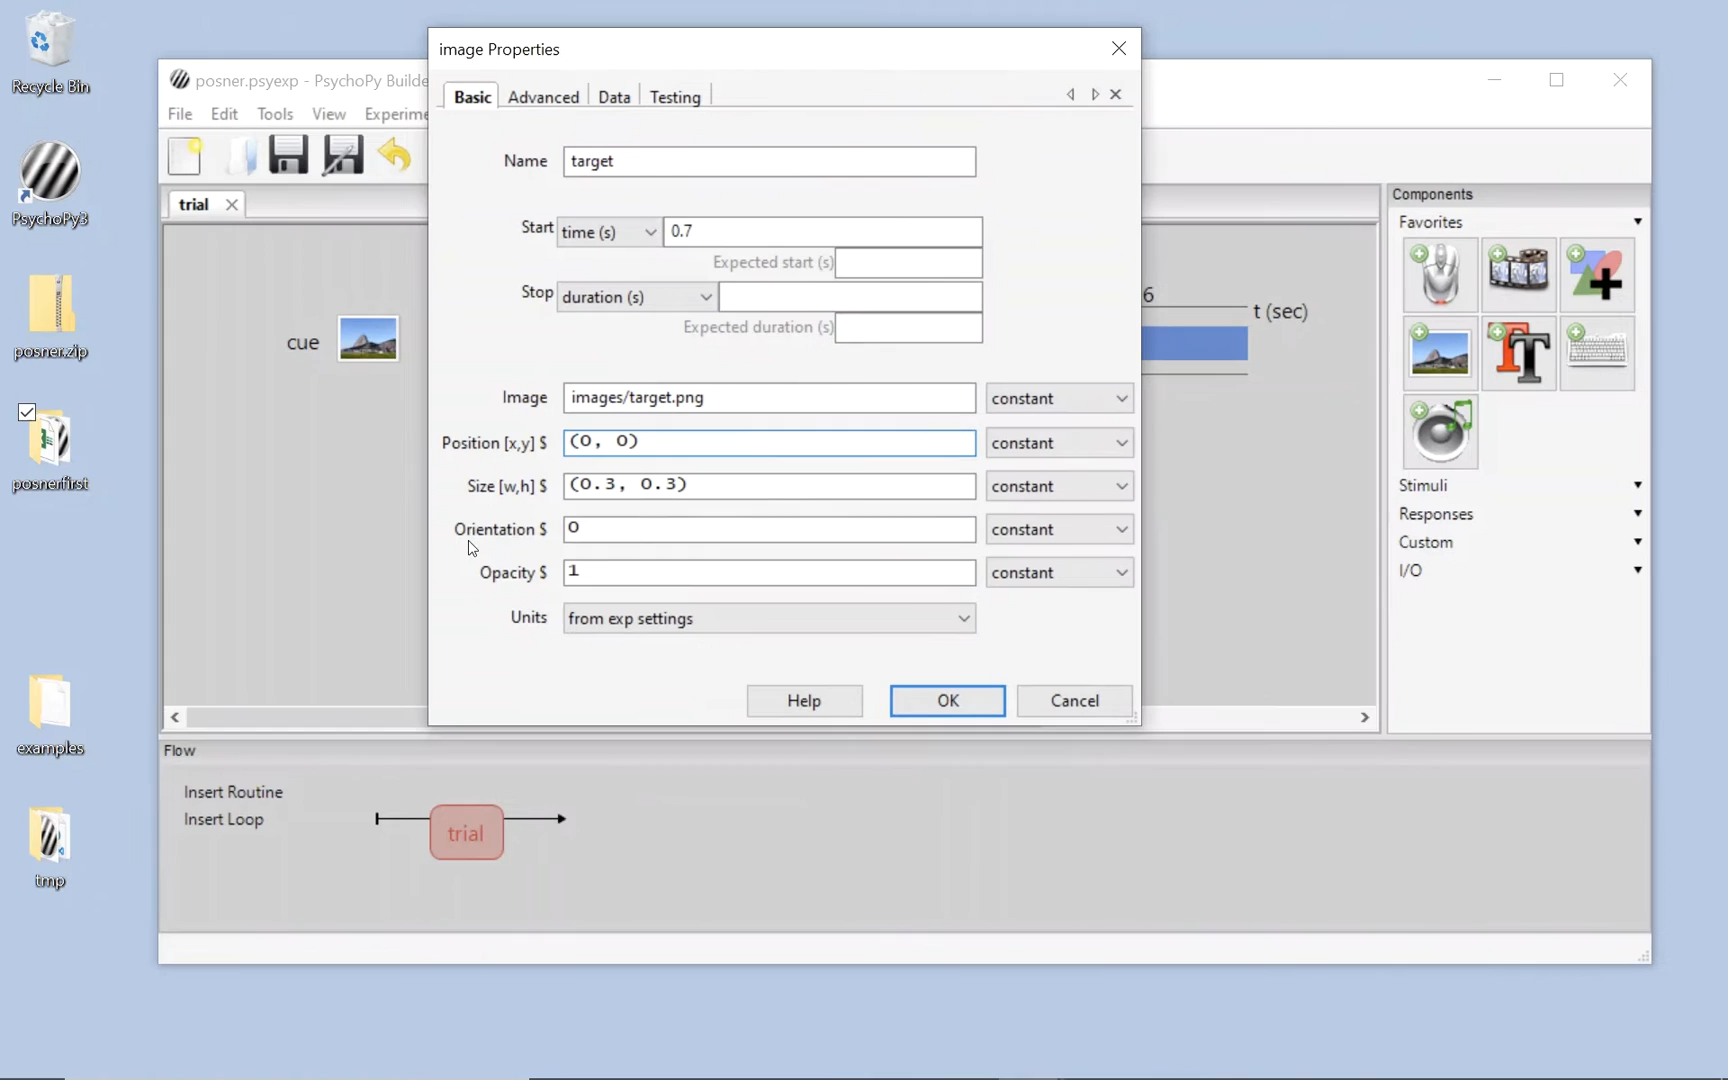 Recycle Bin
PsychoPy3
posner.zip
posnerfirst
examples
tmp
posner.psyexp - PsychoPy Builde
File Edit Tools View Experime
trial
cue
image Properties
Basic Advanced Data Testing
Name target
Start time (s) 0.7
Expected start (s)
Stop duration (s)
Expected duration (s)
Image images/target.png constant
Position [x,y] $ (0, 0) constant
Size [w,h] $ (0.3, 0.3) constant
Orientation $ 0 constant
Opacity $ 1 constant
Units from exp settings
Help OK Cancel
6
t (sec)
Components
Favorites
Stimuli
Responses
Custom
I/O
Flow
Insert Routine
Insert Loop
trial